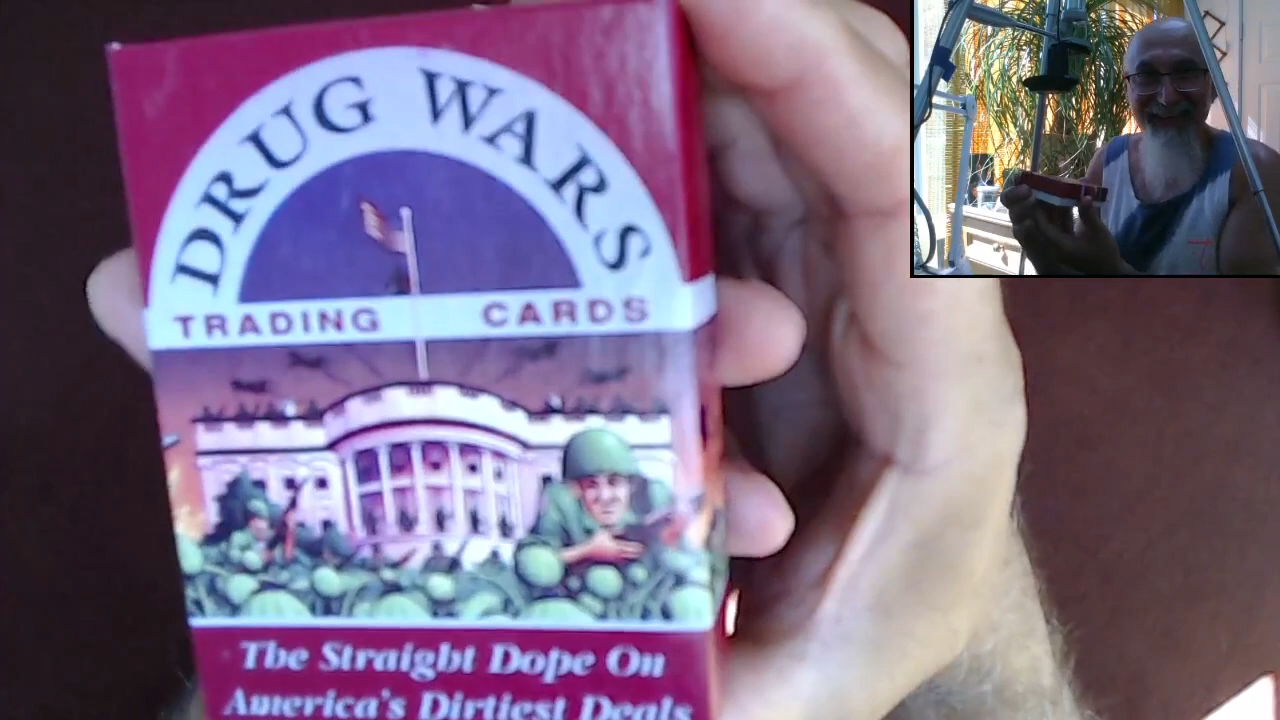 DRUG WARS
TRADING CARDS
The Straight Dope On
America's Dirtiest Deals